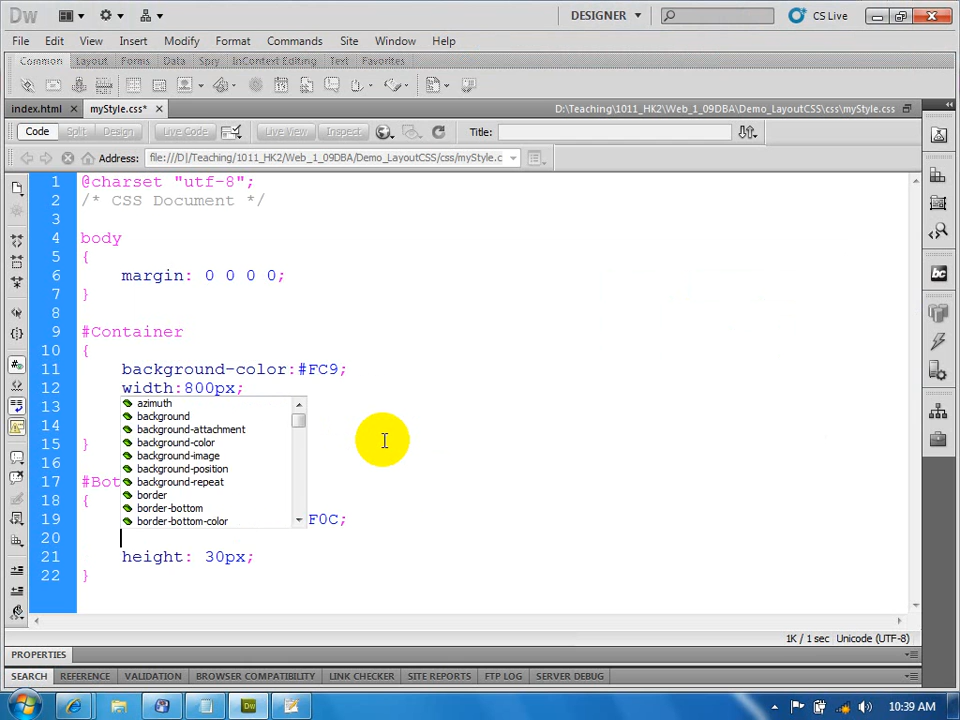 Dw
DESIGNER
CS Live
File Edit View Insert Modify Format Commands Site Window Help
Common Layout Forms Data Spry InContext Editing Text Favorites
index.html myStyle.css* D:\Teaching\1011_HK2\Web_1_09DBA\Demo_LayoutCSS\css\myStyle.css
Code Split Design Live Code Live View Inspect Title:
Address: file:///D|/Teaching/1011_HK2/Web_1_09DBA/Demo_LayoutCSS/css/myStyle.c
1 @charset "utf-8";
2 /* CSS Document */
3
4 body
5 {
6 margin: 0 0 0 0;
7 }
8
9 #Container
10 {
11 background-color:#FC9;
12 width:800px;
13 azimuth
background
14 background-attachment
15 } background-color
16 background-image
background-position
17 #Bot background-repeat
18 { border
border-bottom
19 border-bottom-color F0C;
20
21 height: 30px;
22 }
1K / 1 sec Unicode (UTF-8)
PROPERTIES
SEARCH REFERENCE VALIDATION BROWSER COMPATIBILITY LINK CHECKER SITE REPORTS FTP LOG SERVER DEBUG
Dw 10:39 AM
bc